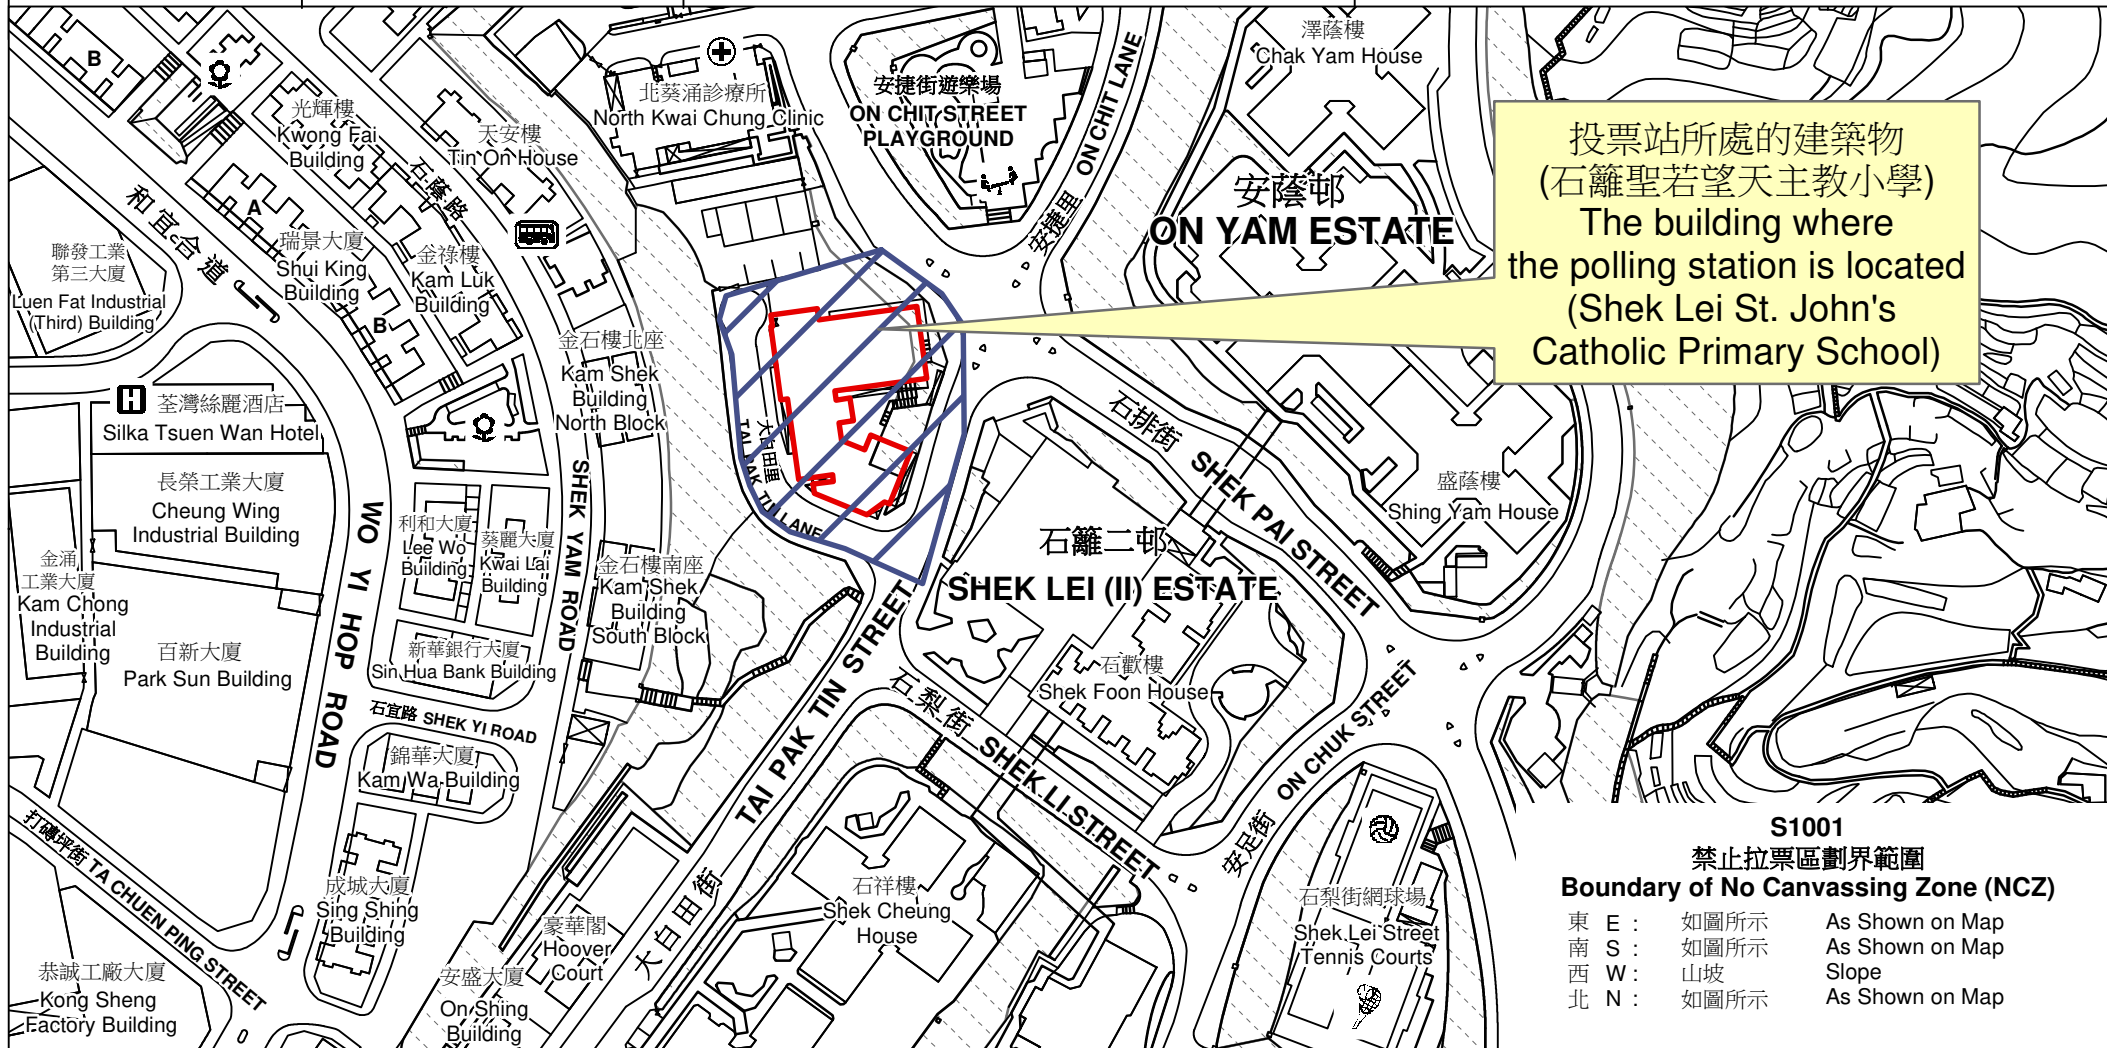 B
光輝樓
Kwong Fai
Building
天安樓
Tin On House
北葵涌診療所
North Kwai Chung Clinic
安捷街遊樂場
ON CHIT STREET
PLAYGROUND
安捷里 ON CHIT LANE
澤蔭樓
Chak Yam House
投票站所處的建築物
(石籬聖若望天主教小學)
The building where
the polling station is located
(Shek Lei St. John's
Catholic Primary School)
安蔭邨
ON YAM ESTATE
石蔭路
A
和宜合道
聯發工業
第三大廈
Luen Fat Industrial
(Third) Building
瑞景大廈
Shui King
Building
金祿樓
Kam Luk
Building
B
金石樓北座
Kam Shek
Building
North Block
H
荃灣絲麗酒店
Silka Tsuen Wan Hotel
長榮工業大廈
Cheung Wing
Industrial Building
WO YI HOP ROAD
SHEK YAM ROAD
大白田里
TAI PAK TIN LANE
石排街
SHEK PAI STREET
盛蔭樓
Shing Yam House
利和大廈
Lee Wo
Building
葵麗大廈
Kwai Lai
Building
金石樓南座
Kam Shek
Building
South Block
石籬二邨
SHEK LEI (II) ESTATE
金涌
工業大廈
Kam Chong
Industrial
Building
百新大廈
Park Sun Building
新華銀行大廈
Sin Hua Bank Building
石宜路 SHEK YI ROAD
錦華大廈
Kam Wa Building
石歡樓
Shek Foon House
石梨街
SHEK LI STREET
TAI PAK TIN STREET
大白田街
安足街 ON CHUK STREET
打磚坪街 TA CHUEN PING STREET
成城大廈
Sing Shing
Building
豪華閣
Hoover
Court
石祥樓
Shek Cheung
House
石梨街網球場
Shek Lei Street
Tennis Courts
恭誠工廠大廈
Kong Sheng
Factory Building
安盛大廈
On Shing
Building
S1001
禁止拉票區劃界範圍
Boundary of No Canvassing Zone (NCZ)
東 E : 如圖所示 As Shown on Map
南 S : 如圖所示 As Shown on Map
西 W : 山坡 Slope
北 N : 如圖所示 As Shown on Map